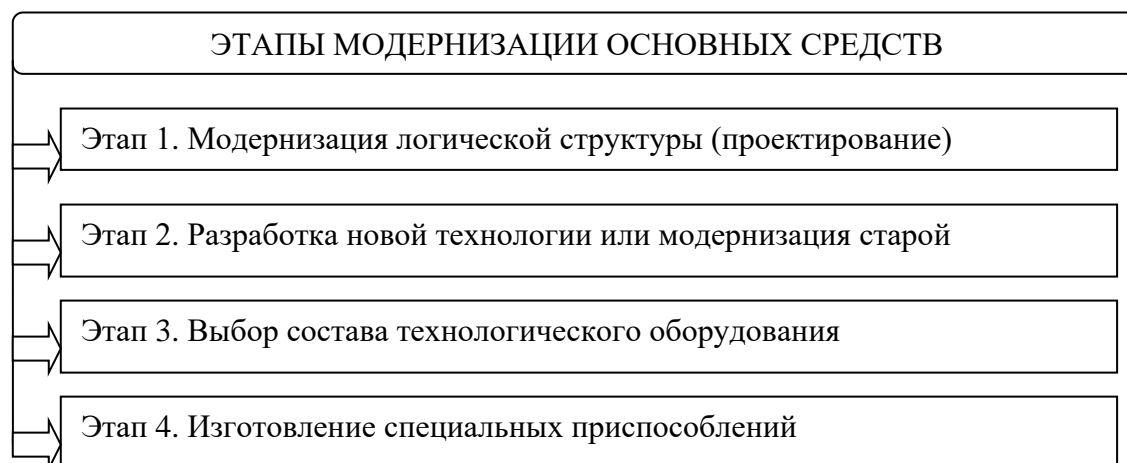 ЭТАПЫ МОДЕРНИЗАЦИИ ОСНОВНЫХ СРЕДСТВ
Этап 1. Модернизация логической структуры (проектирование)
Этап 2. Разработка новой технологии или модернизация старой
Этап 3. Выбор состава технологического оборудования
Этап 4. Изготовление специальных приспособлений